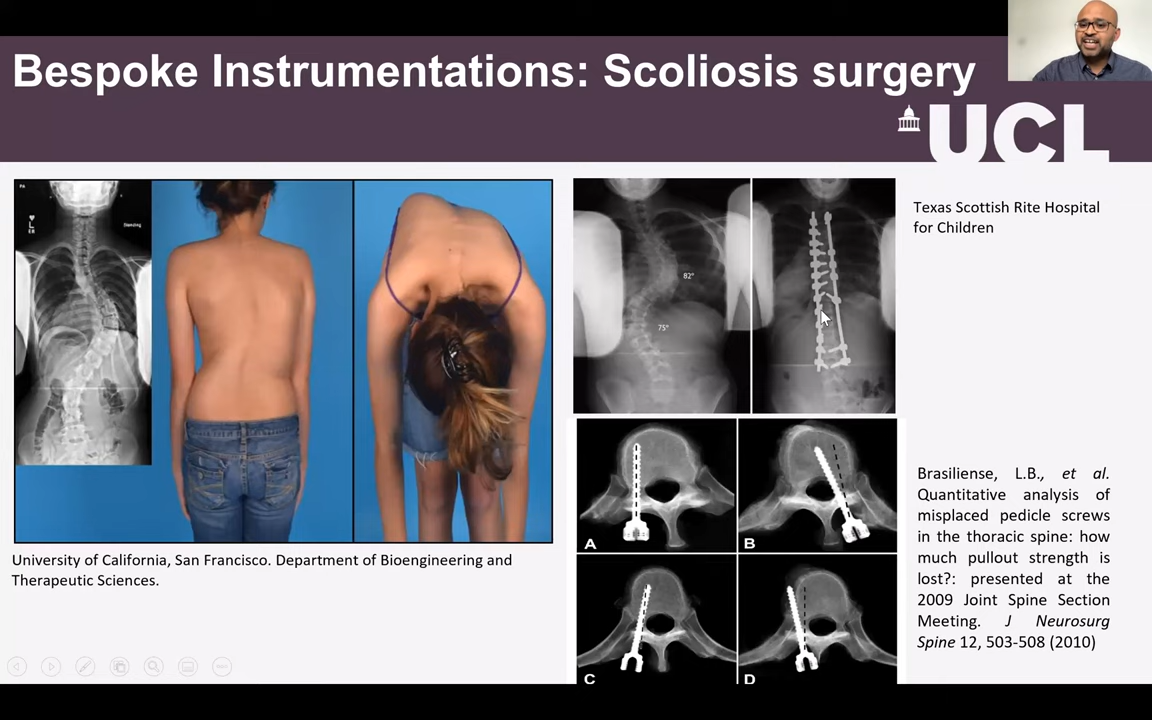 Bespoke Instrumentations: Scoliosis surgery
UCL
L
Standing
82°
75°
Texas Scottish Rite Hospital
for Children
A
B
C
D
University of California, San Francisco. Department of Bioengineering and
Therapeutic Sciences.
Brasiliense, L.B., et al.
Quantitative analysis of
misplaced pedicle screws
in the thoracic spine: how
much pullout strength is
lost?: presented at the
2009 Joint Spine Section
Meeting. J Neurosurg
Spine 12, 503-508 (2010)